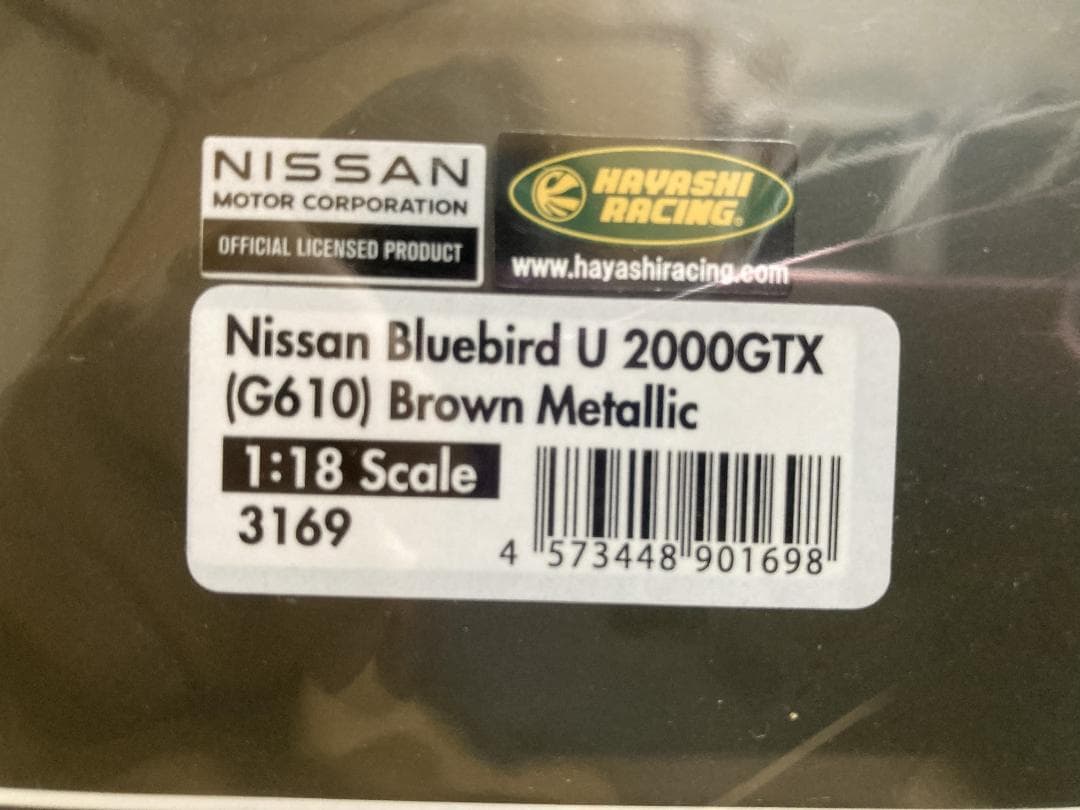 NISSAN
MOTOR CORPORATION
OFFICIAL LICENSED PRODUCT
HAYASHI
RACING®
www.hayashiracing.com
Nissan Bluebird U 2000GTX
(G610) Brown Metallic
1:18 Scale
3169
4 573448 901698